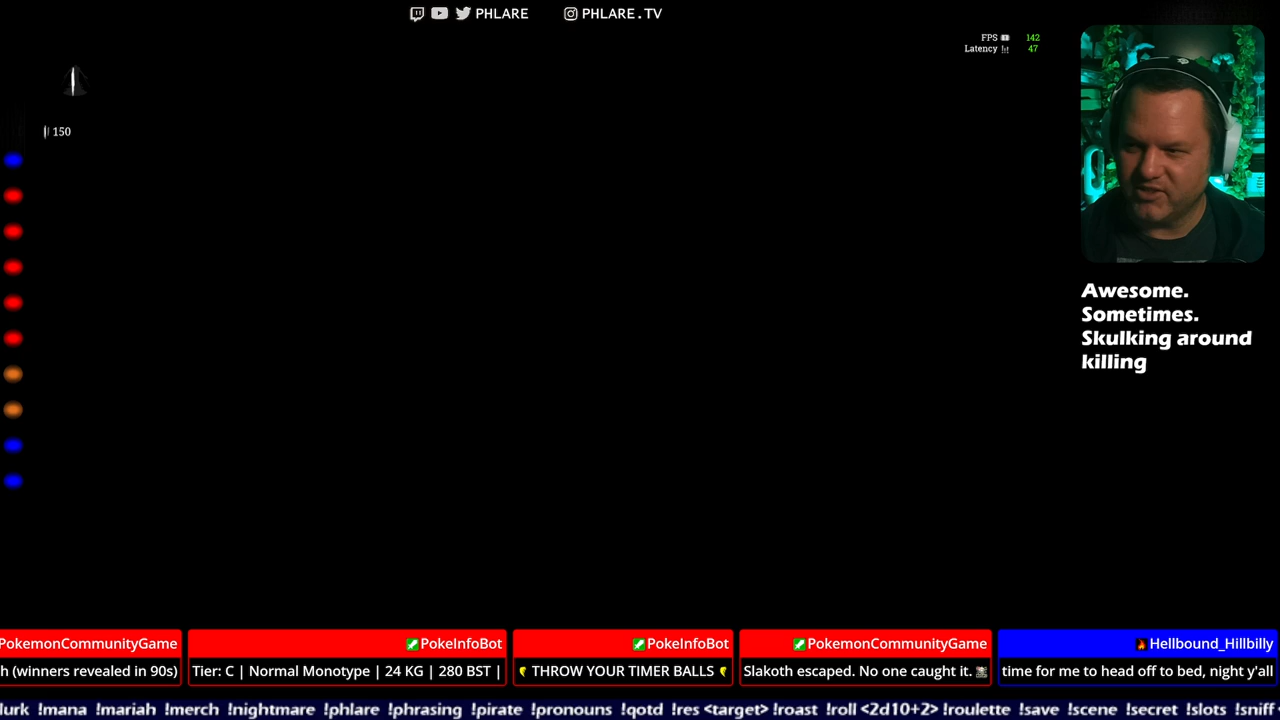 PHLARE PHLARE.TV
FPS 142
Latency 47
150
Awesome.
Sometimes.
Skulking around
killing
PokemonCommunityGame PokeInfoBot PokeInfoBot PokemonCommunityGame Hellbound_Hillbilly
h (winners revealed in 90s) Tier: C | Normal Monotype | 24 KG | 280 BST | THROW YOUR TIMER BALLS Slakoth escaped. No one caught it. time for me to head off to bed, night y'all
lurk !mana !mariah !merch !nightmare !phlare !phrasing !pirate !pronouns !qotd !res <target> !roast !roll <2d10+2> !roulette !save !scene !secret !slots !sniff